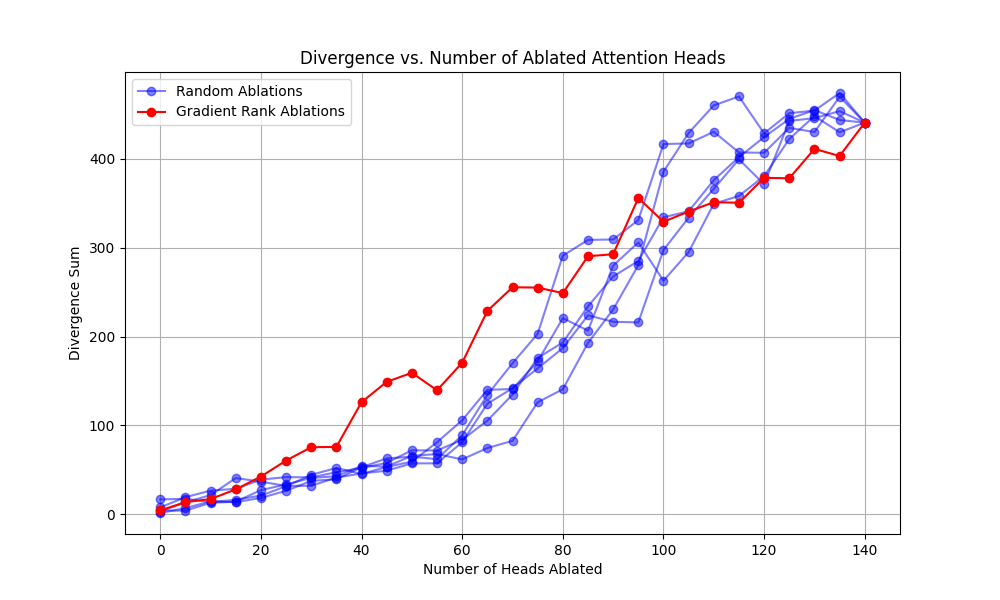 Divergence vs. Number of Ablated Attention Heads
Random Ablations
Gradient Rank Ablations
Divergence Sum
400
300
200
100
0
0 20 40 60 80 100 120 140
Number of Heads Ablated